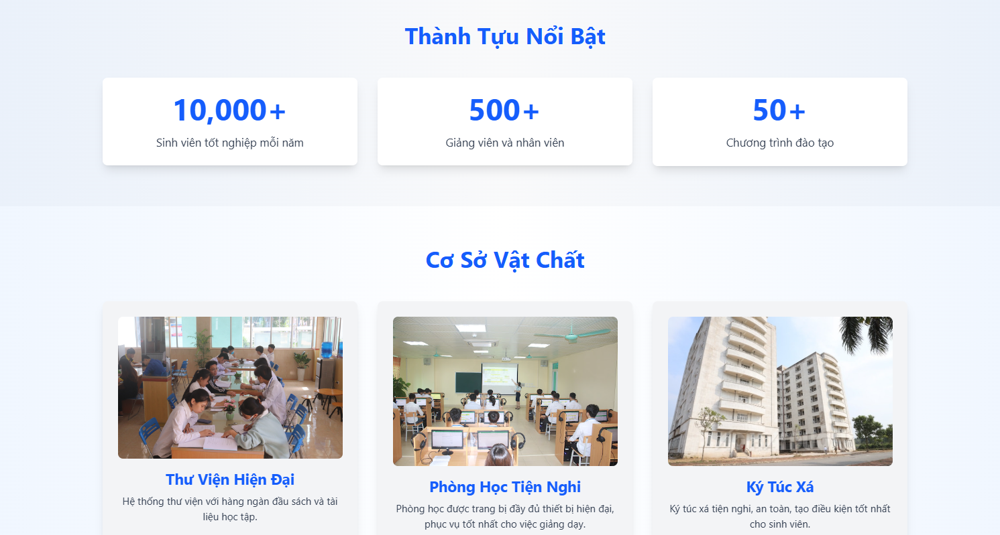 Thành Tựu Nổi Bật
10,000+
Sinh viên tốt nghiệp mỗi năm
500+
Giảng viên và nhân viên
50+
Chương trình đào tạo
Cơ Sở Vật Chất
Thư Viện Hiện Đại
Hệ thống thư viện với hàng ngàn đầu sách và tài
liệu học tập.
Phòng Học Tiện Nghi
Phòng học được trang bị đầy đủ thiết bị hiện đại,
phục vụ tốt nhất cho việc giảng dạy.
Ký Túc Xá
Ký túc xá tiện nghi, an toàn, tạo điều kiện tốt nhất
cho sinh viên.